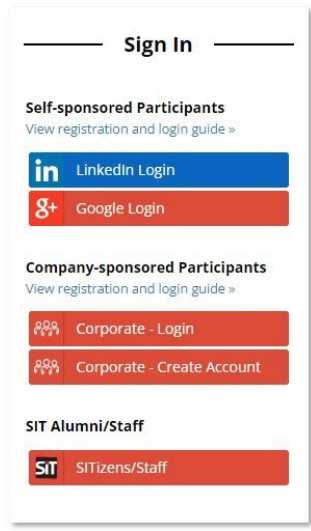 Sign In
Self-sponsored Participants
View registration and login guide »
in LinkedIn Login
g+ Google Login
Company-sponsored Participants
View registration and login guide »
Corporate - Login
Corporate - Create Account
SIT Alumni/Staff
SiT SITizens/Staff